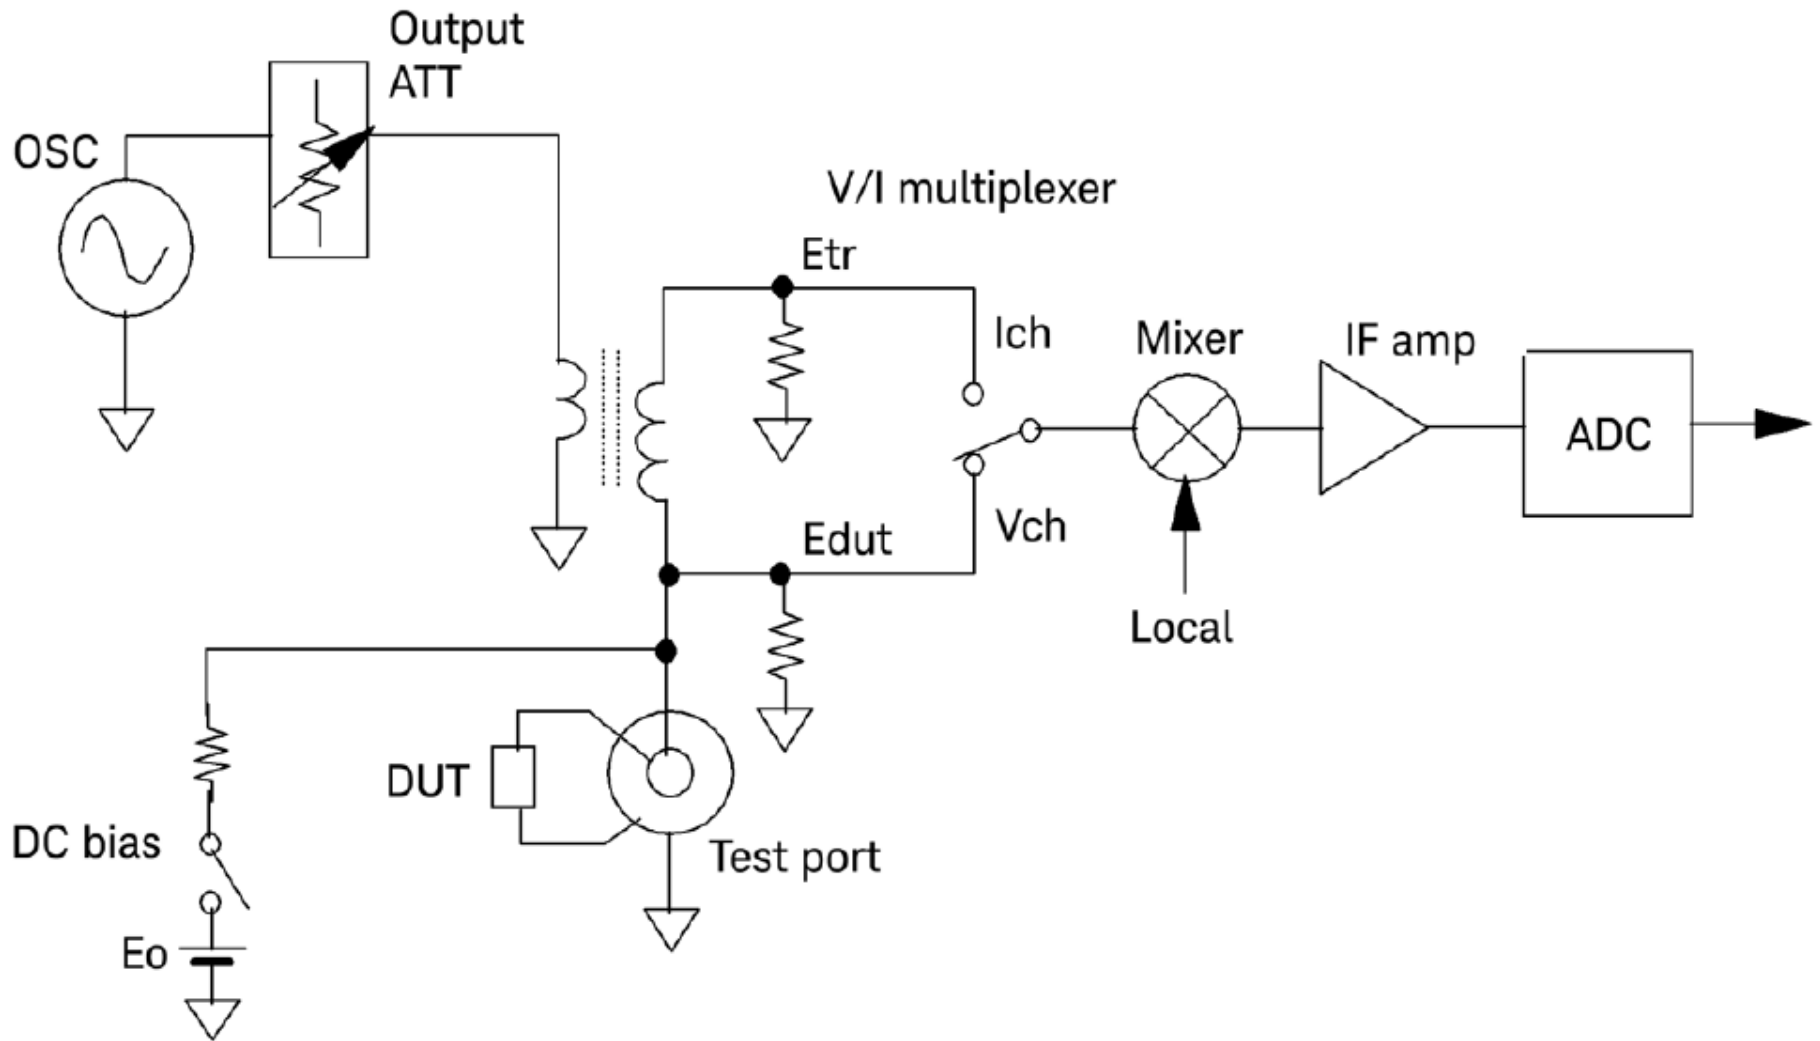 Output
ATT
OSC
V/I multiplexer
Etr
Ich
Mixer
IF amp
ADC
Vch
Edut
Local
DUT
DC bias
Test port
Eo